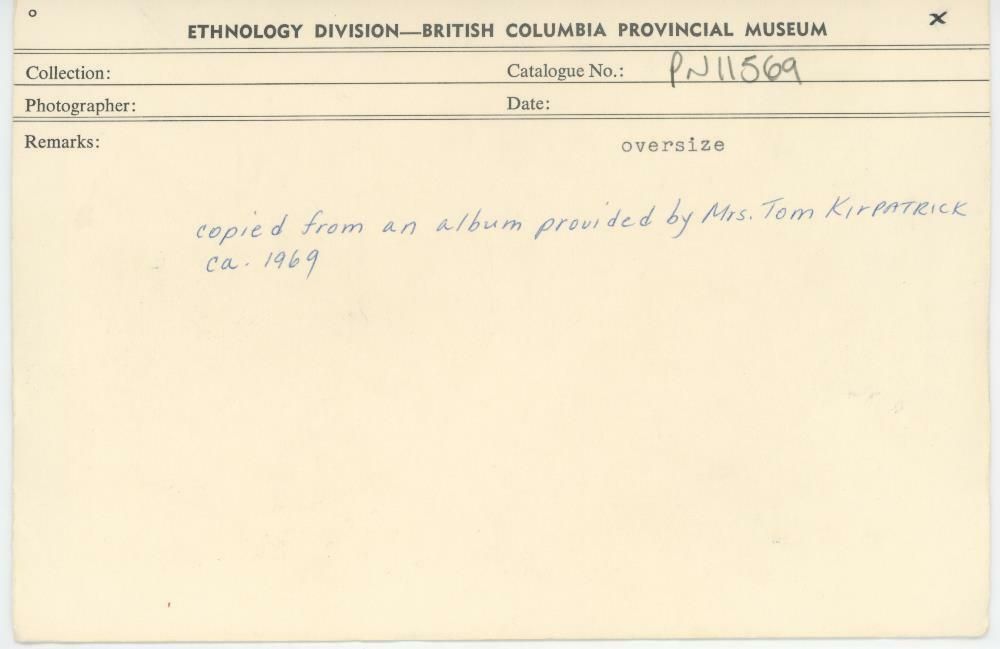 ETHNOLOGY DIVISION—BRITISH COLUMBIA PROVINCIAL MUSEUM x
Collection: Catalogue No.: PN11569
Photographer: Date:
Remarks: oversize
copied from an album provided by Mrs. Tom KIrPATRICK
ca. 1969